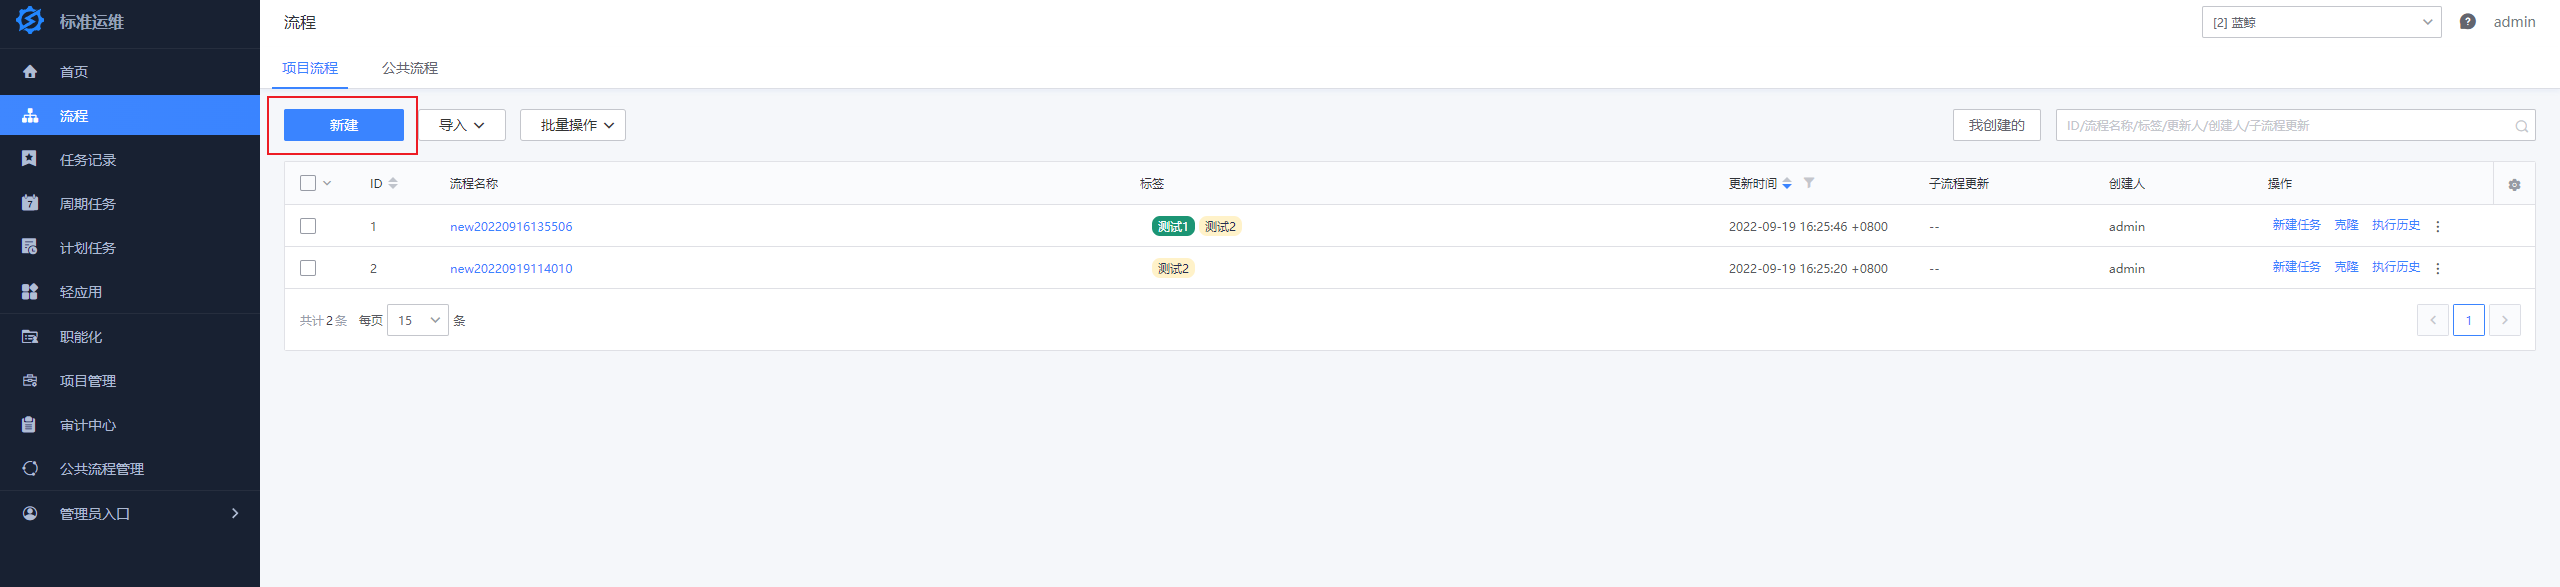 标准运维
首页
流程
任务记录
周期任务
计划任务
轻应用
职能化
项目管理
审计中心
公共流程管理
管理员入口
流程
[2] 蓝鲸
admin
项目流程 公共流程
新建 导入 批量操作 我创建的 ID/流程名称/标签/更新人/创建人/子流程更新
ID 流程名称 标签 更新时间 子流程更新 创建人 操作
1 new20220916135506 测试1 测试2 2022-09-19 16:25:46 +0800 -- admin 新建任务 克隆 执行历史
2 new20220919114010 测试2 2022-09-19 16:25:20 +0800 -- admin 新建任务 克隆 执行历史
共计2条 每页 15 条 1